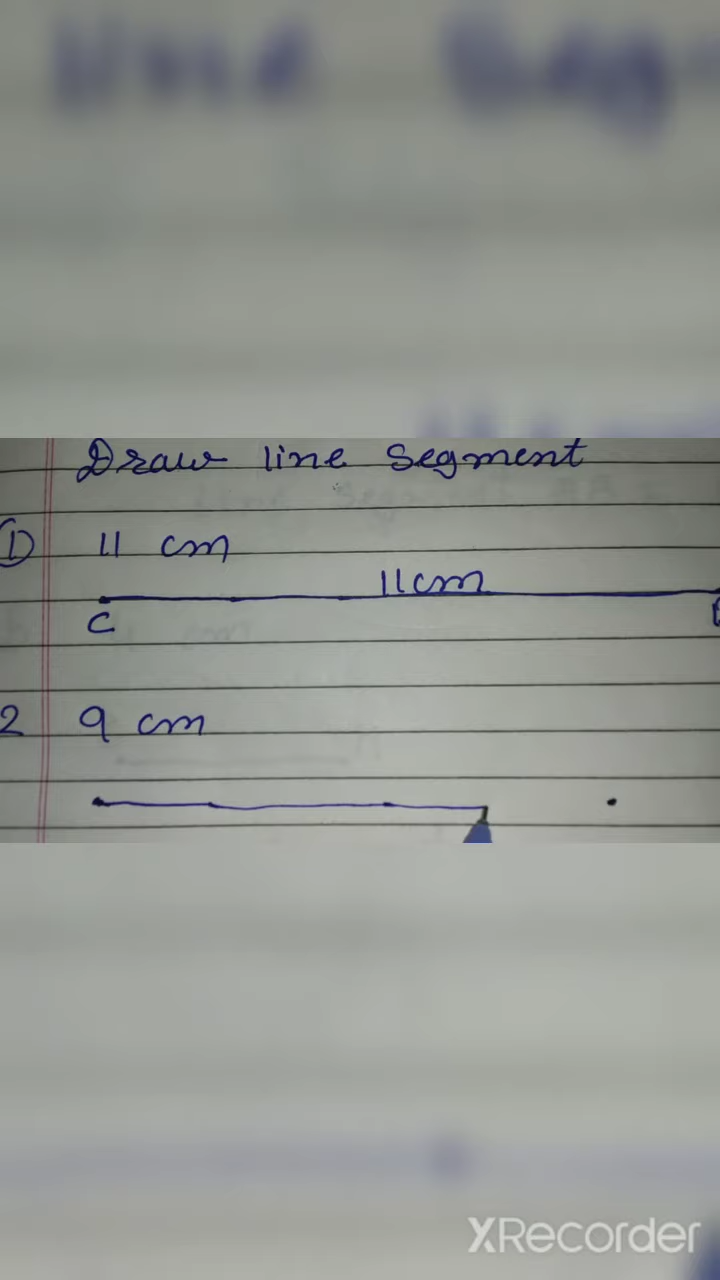 Draw line segment
① 11 cm
11cm
C
2 9 cm
XRecorder